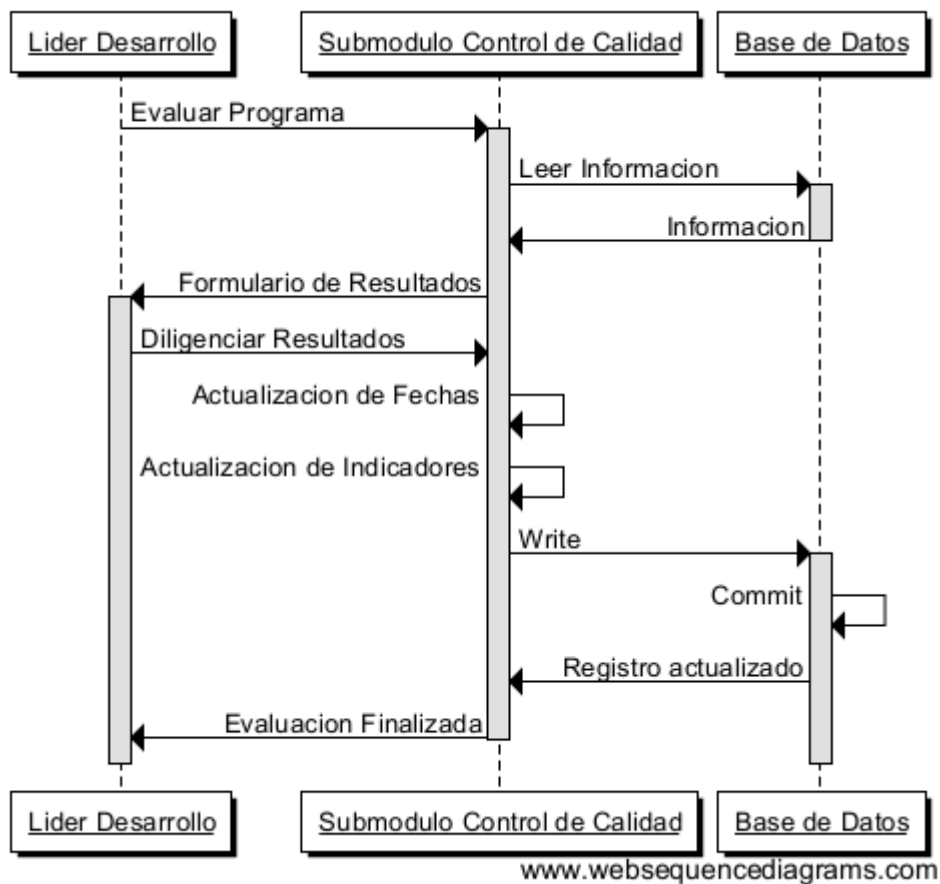 Lider Desarrollo
Submodulo Control de Calidad
Base de Datos
Evaluar Programa
Leer Informacion
Informacion
Formulario de Resultados
Diligenciar Resultados
Actualizacion de Fechas
Actualizacion de Indicadores
Write
Commit
Registro actualizado
Evaluacion Finalizada
Lider Desarrollo
Submodulo Control de Calidad
Base de Datos
www.websequencediagrams.com